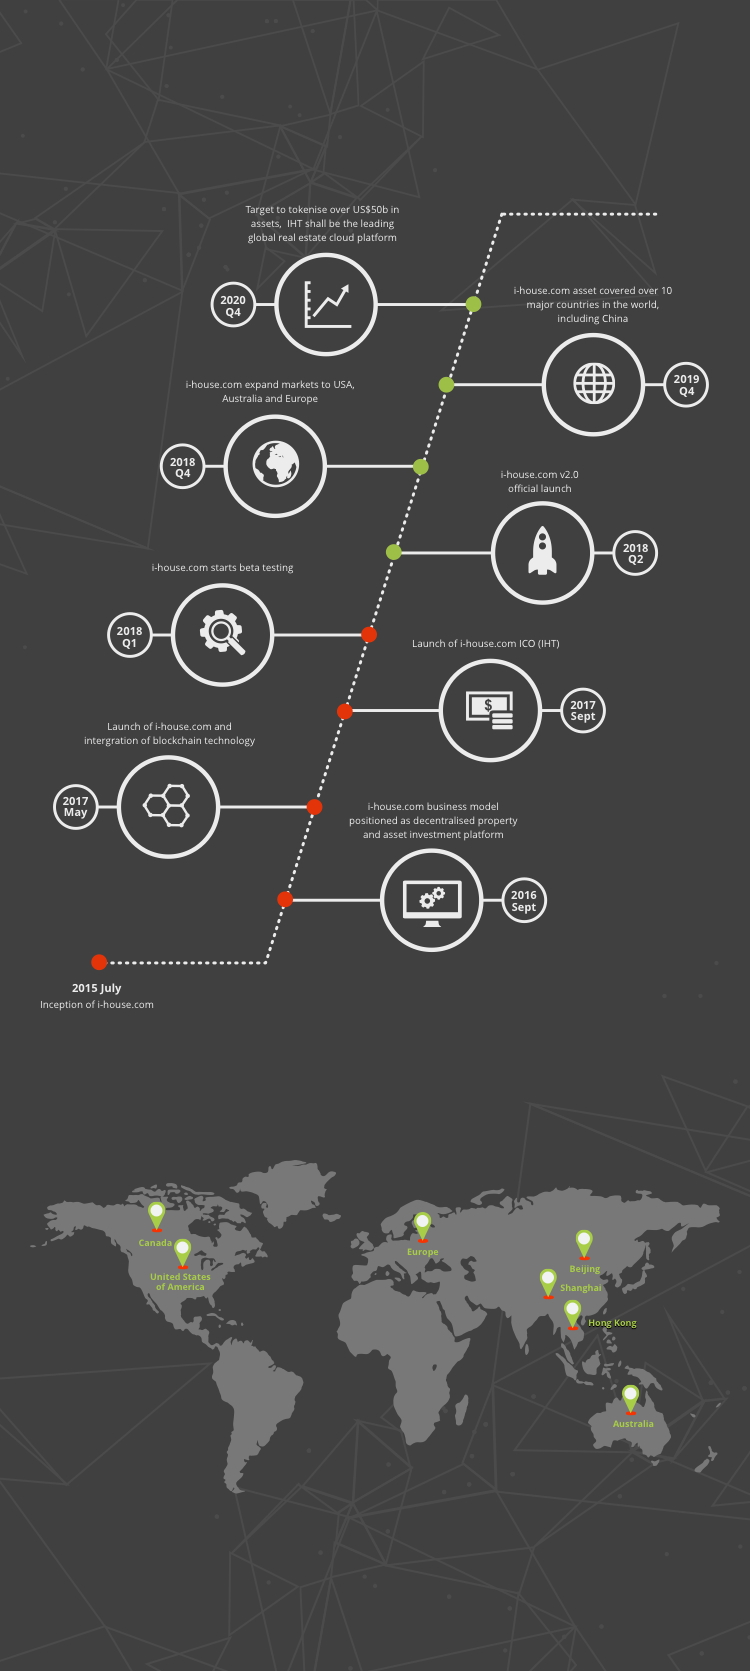 Target to tokenise over US$50b in
assets, IHT shall be the leading
global real estate cloud platform
2020
Q4
i-house.com asset covered over 10
major countries in the world,
including China
2019
Q4
i-house.com expand markets to USA,
Australia and Europe
2018
Q4
i-house.com v2.0
official launch
2018
Q2
i-house.com starts beta testing
2018
Q1
Launch of i-house.com ICO (IHT)
$
2017
Sept
Launch of i-house.com and
intergration of blockchain technology
2017
May
i-house.com business model
positioned as decentralised property
and asset investment platform
2016
Sept
2015 July
Inception of i-house.com
Canada
United States
of America
Europe
Beijing
Shanghai
Hong Kong
Australia